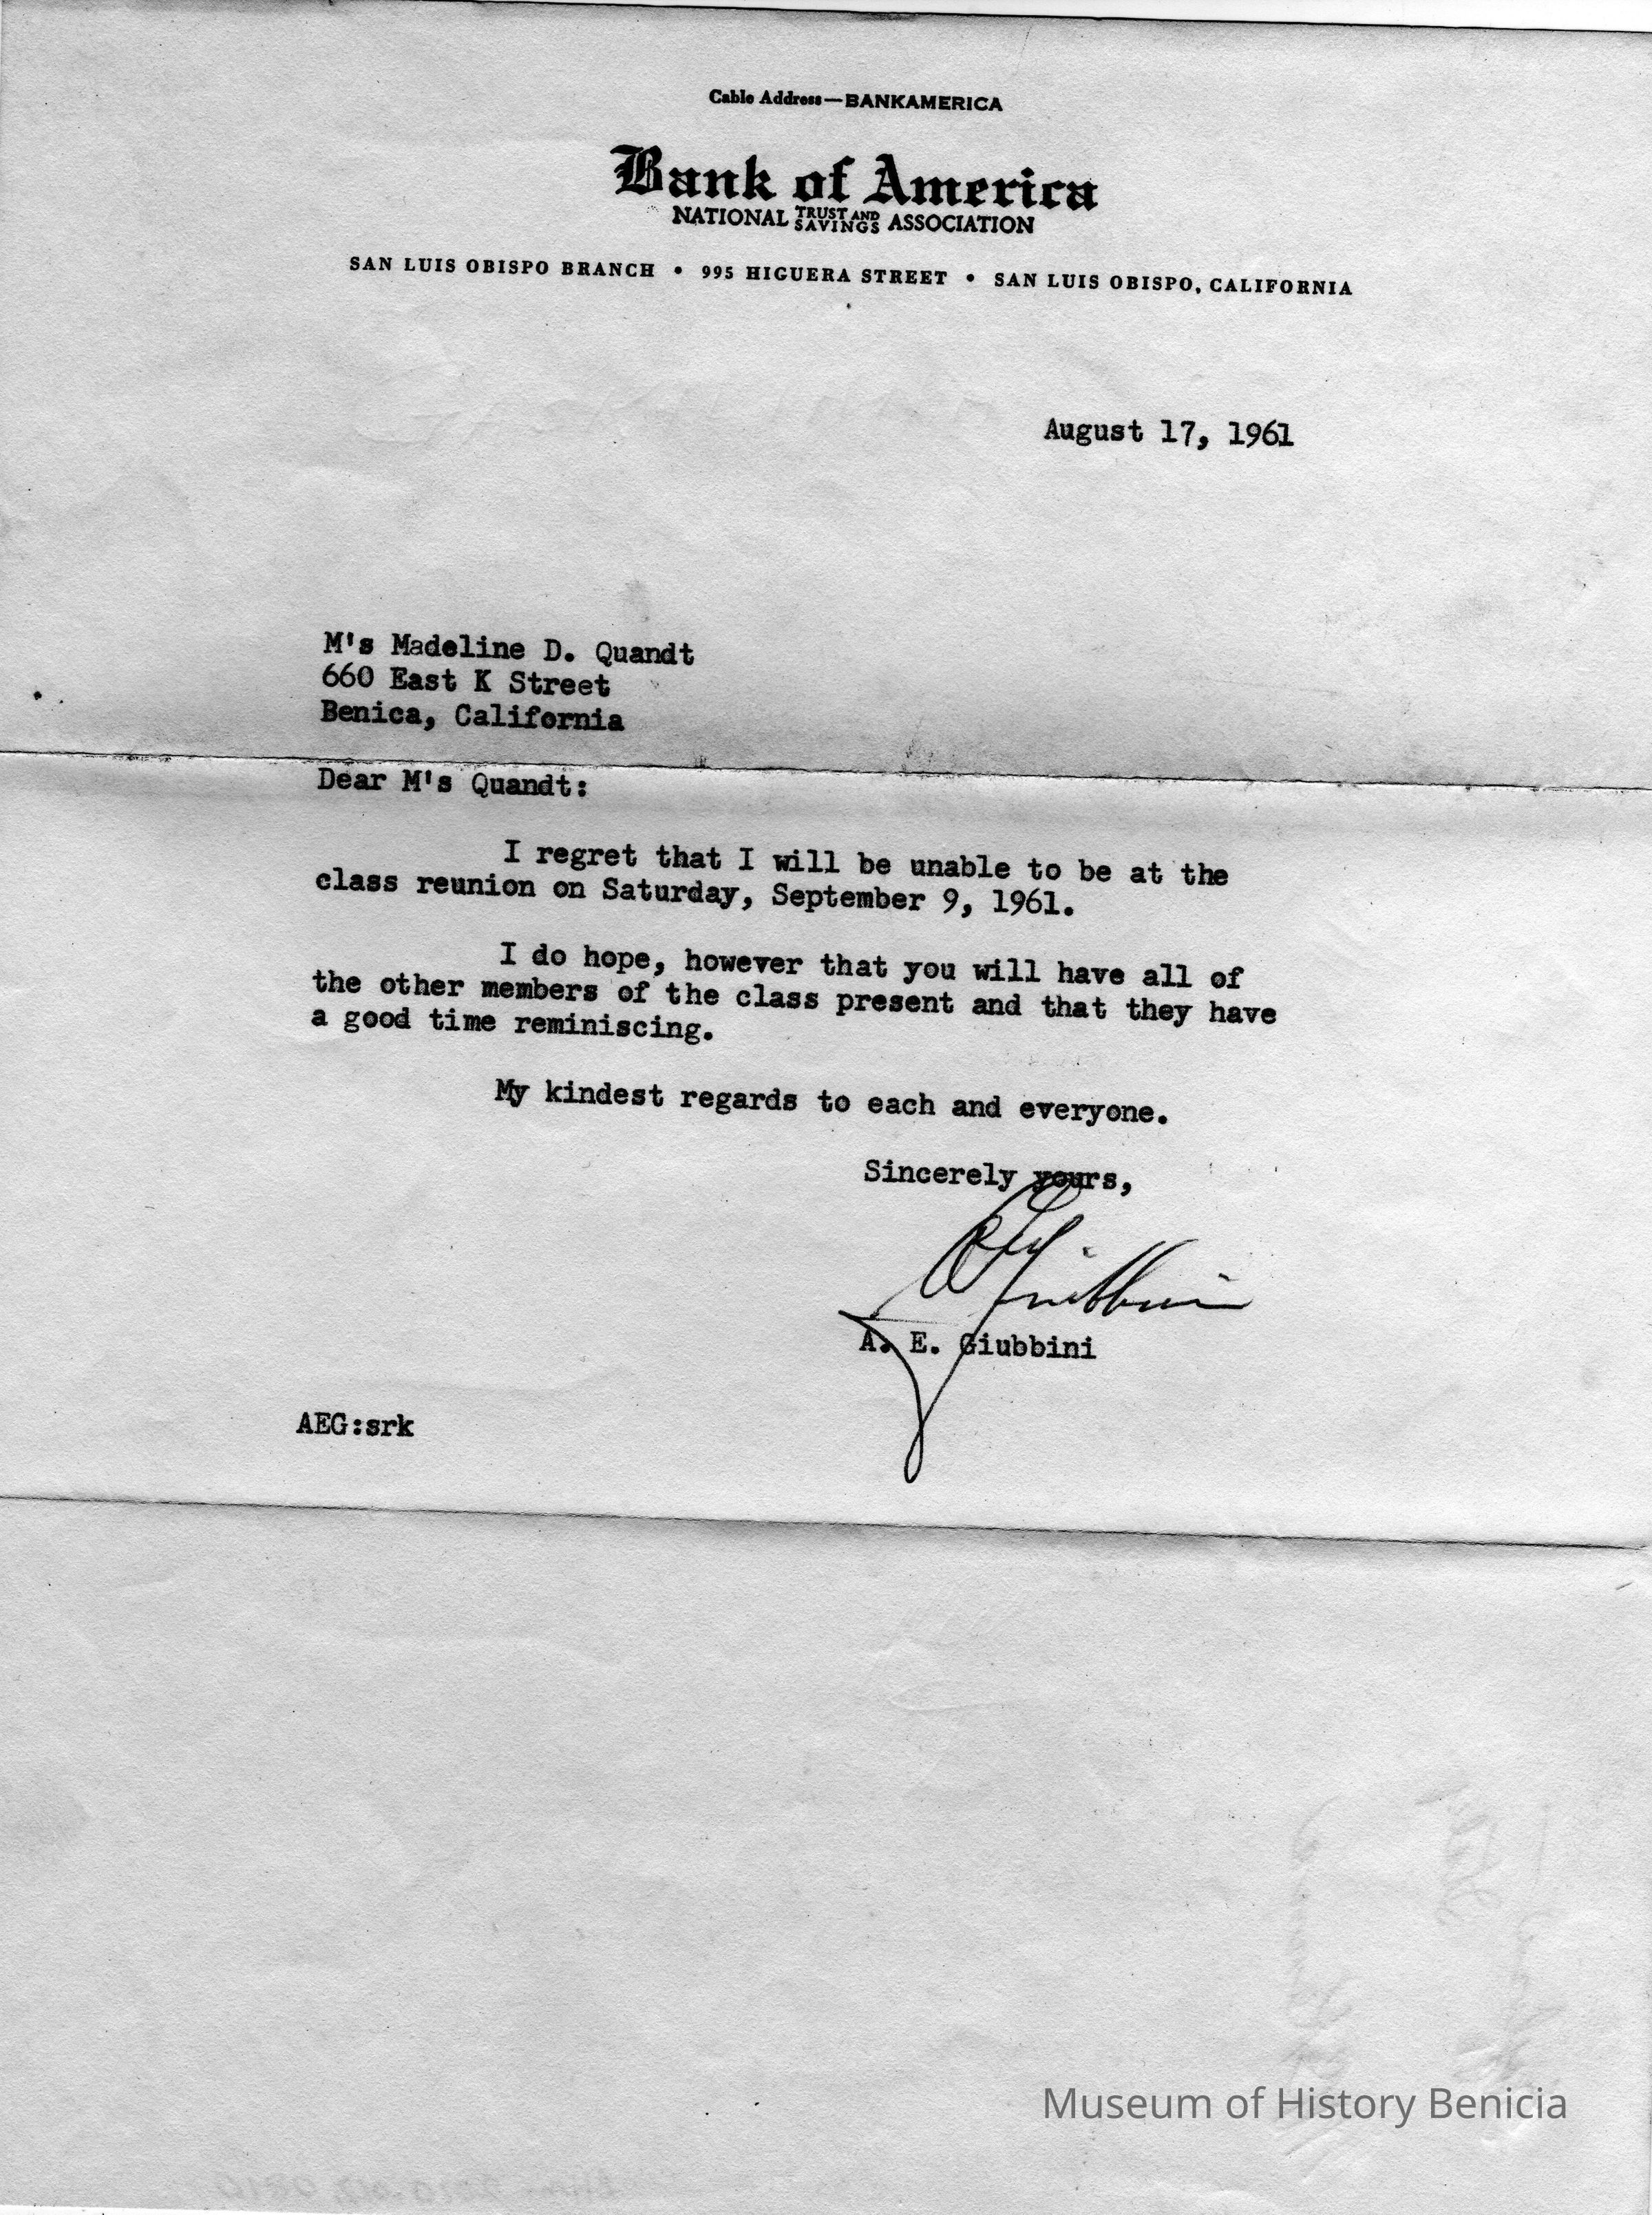 Cable Address—BANKAMERICA
Bank of America
NATIONAL TRUST AND SAVINGS ASSOCIATION
SAN LUIS OBISPO BRANCH • 995 HIGUERA STREET • SAN LUIS OBISPO, CALIFORNIA
August 17, 1961
M's Madeline D. Quandt
660 East K Street
Benica, California
Dear M's Quandt:
I regret that I will be unable to be at the
class reunion on Saturday, September 9, 1961.
I do hope, however that you will have all of
the other members of the class present and that they have
a good time reminiscing.
My kindest regards to each and everyone.
Sincerely yours,
A. E. Giubbini
AEG:srk
Museum of History Benicia